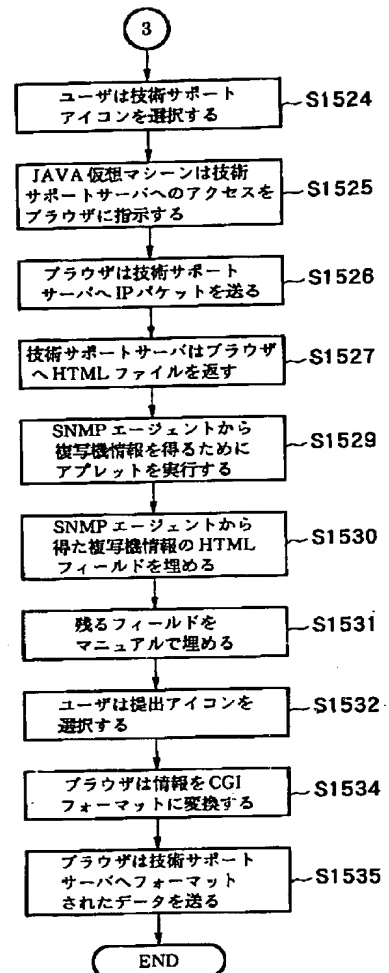 3
ユーザは技術サポート
アイコンを選択する
S1524
JAVA仮想マシーンは技術
サポートサーバへのアクセスを
ブラウザに指示する
S1525
ブラウザは技術サポート
サーバへIPパケットを送る
S1526
技術サポートサーバはブラウザ
へHTMLファイルを返す
S1527
SNMPエージェントから
複写機情報を得るために
アプレットを実行する
S1529
SNMPエージェントから
得た複写機情報のHTML
フィールドを埋める
S1530
残るフィールドを
マニュアルで埋める
S1531
ユーザは提出アイコンを
選択する
S1532
ブラウザは情報をCGI
フォーマットに変換する
S1534
ブラウザは技術サポート
サーバへフォーマット
されたデータを送る
S1535
END